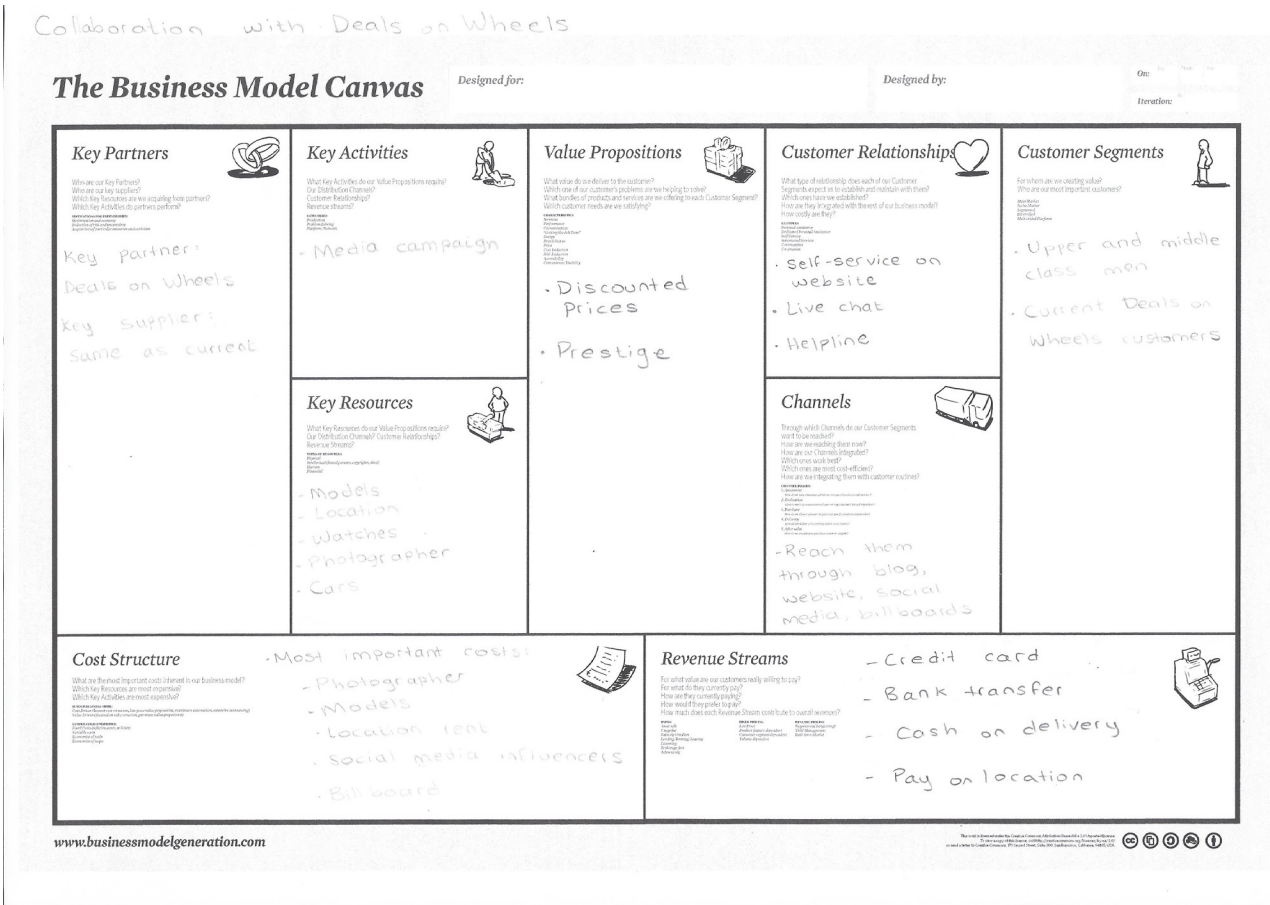 Collaboration with Deals on Wheels
The Business Model Canvas
Designed for:
Designed by:
On:
Iteration:
Key Partners
Who are our Key Partners?
Who are our key suppliers?
Which Key Resources are we acquiring from partners?
Which Key Activities do partners perform?
Key partner:
Deals on Wheels
Key supplier:
Same as current
Key Activities
What Key Activities do our Value Propositions require?
Our Distribution Channels?
Customer Relationships?
Revenue streams?
- Media campaign
Key Resources
What Key Resources do our Value Propositions require?
Our Distribution Channels? Customer Relationships?
Revenue Streams?
- Models
- Location
- Watches
- Photographer
- Cars
Value Propositions
What value do we deliver to the customer?
Which one of our customer's problems are we helping to solve?
What bundles of products and services are we offering to each Customer Segment?
Which customer needs are we satisfying?
• Discounted
Prices
• Prestige
Customer Relationships
What type of relationship does each of our Customer
Segments expect us to establish and maintain with them?
Which ones have we established?
How are they integrated with the rest of our business model?
How costly are they?
• Self-service on
website
• Live chat
• Helpline
Channels
Through which Channels do our Customer Segments
want to be reached?
How are we reaching them now?
How are our Channels integrated?
Which ones work best?
Which ones are most cost-efficient?
How are we integrating them with customer routines?
- Reach them
through blog,
website, social
media, billboards
Customer Segments
For whom are we creating value?
Who are our most important customers?
• Upper and middle
class men
• Current Deals on
Wheels customers
Cost Structure
What are the most important costs inherent in our business model?
Which Key Resources are most expensive?
Which Key Activities are most expensive?
• Most important costs:
- Photographer
- Models
• Location rent
• Social media influencers
• Billboard
Revenue Streams
For what value are our customers really willing to pay?
For what do they currently pay?
How are they currently paying?
How would they prefer to pay?
How much does each Revenue Stream contribute to overall revenues?
- Credit card
- Bank transfer
- Cash on delivery
- Pay on location
www.businessmodelgeneration.com